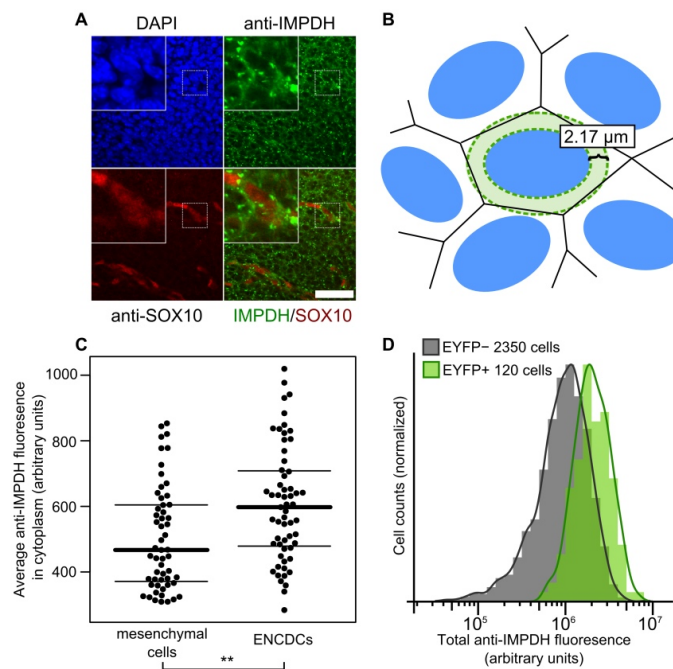 A
DAPI
anti-IMPDH
anti-SOX10
IMPDH/SOX10
B
2.17 µm
C
Average anti-IMPDH fluoresence
in cytoplasm (arbitrary units)
1000
800
600
400
mesenchymal
cells
ENCDCs
**
D
EYFP− 2350 cells
EYFP+ 120 cells
Cell counts (normalized)
10⁵
10⁶
10⁷
Total anti-IMPDH fluorescence
(arbitrary units)